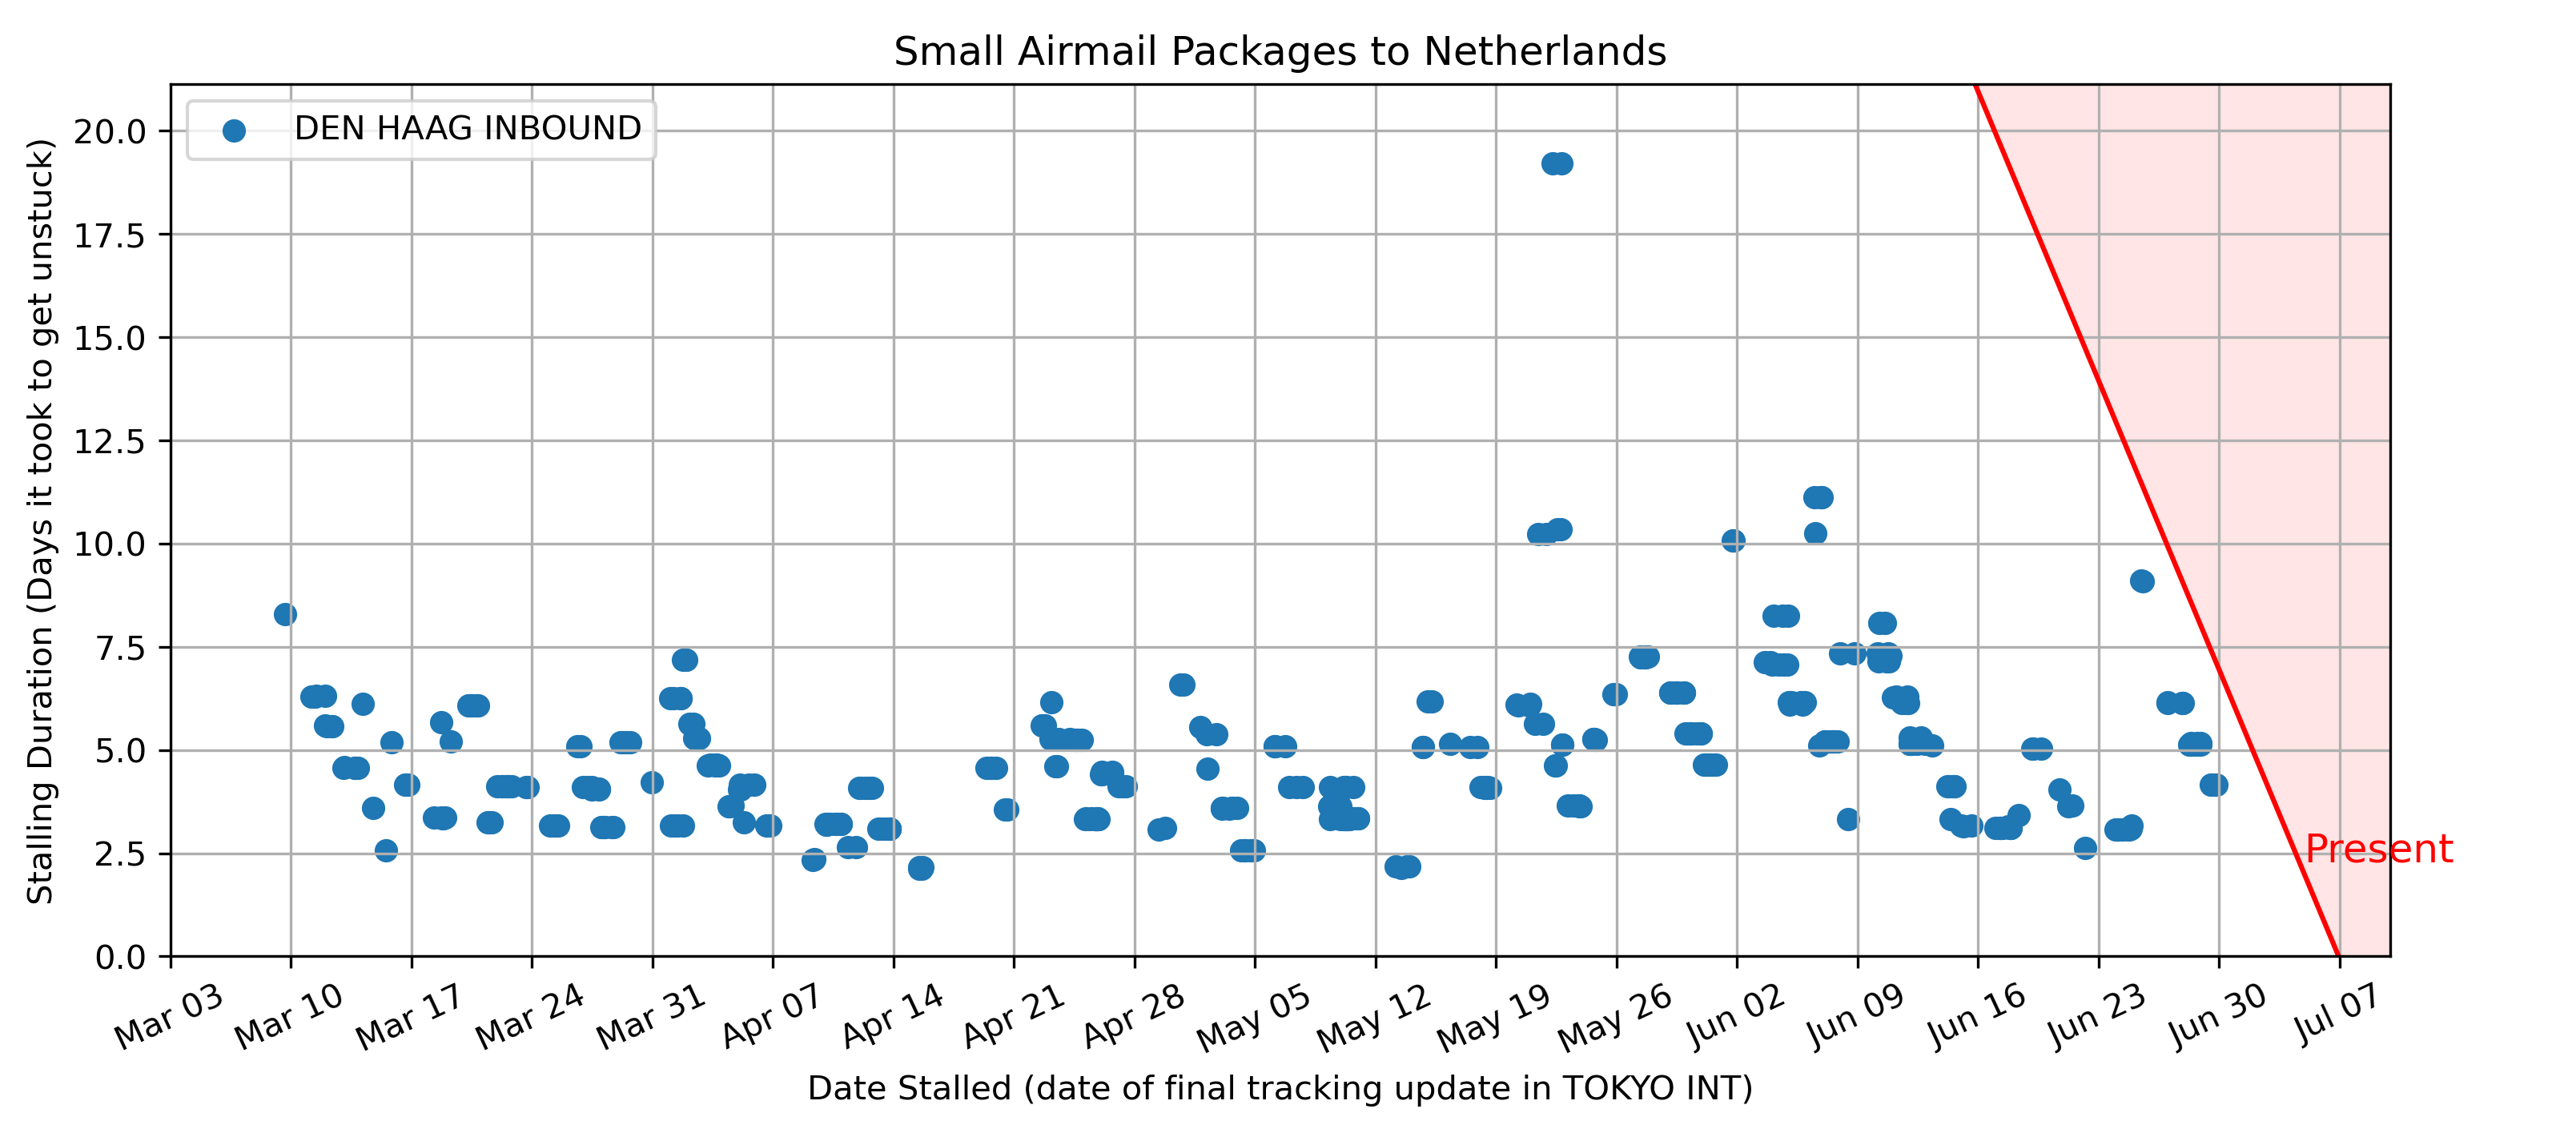 Small Airmail Packages to Netherlands
DEN HAAG INBOUND
Stalling Duration (Days it took to get unstuck)
20.0
17.5
15.0
12.5
10.0
7.5
5.0
2.5
0.0
Present
Mar 03
Mar 10
Mar 17
Mar 24
Mar 31
Apr 07
Apr 14
Apr 21
Apr 28
May 05
May 12
May 19
May 26
Jun 02
Jun 09
Jun 16
Jun 23
Jun 30
Jul 07
Date Stalled (date of final tracking update in TOKYO INT)